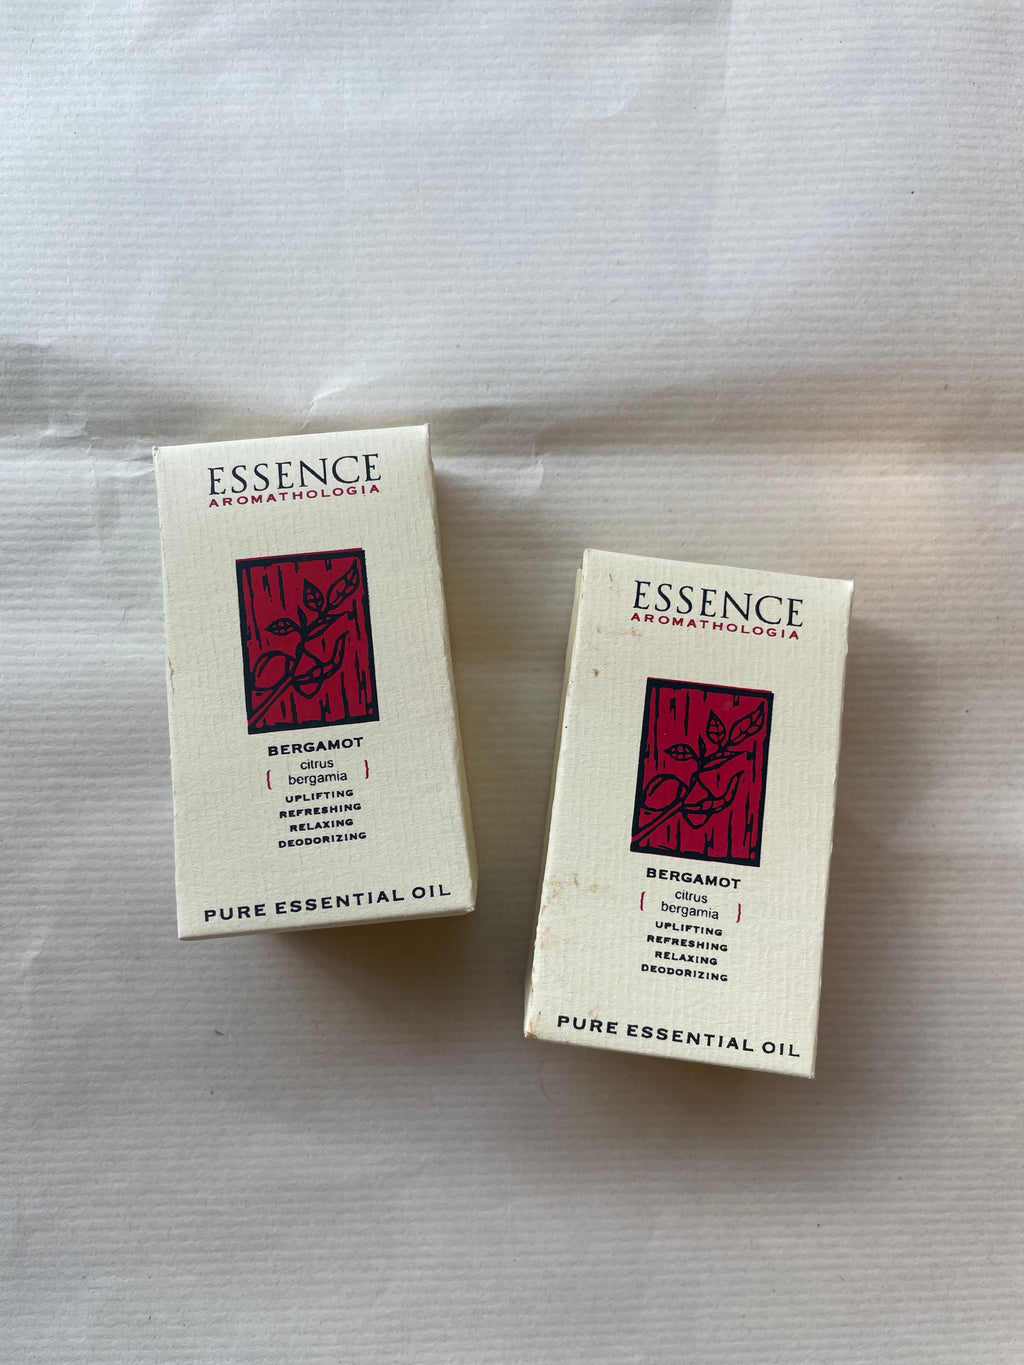 ESSENCE
AROMATHOLOGIA
BERGAMOT
{ citrus
bergamia }
UPLIFTING
REFRESHING
RELAXING
DEODORIZING
PURE ESSENTIAL OIL
ESSENCE
AROMATHOLOGIA
BERGAMOT
{ citrus
bergamia }
UPLIFTING
REFRESHING
RELAXING
DEODORIZING
PURE ESSENTIAL OIL